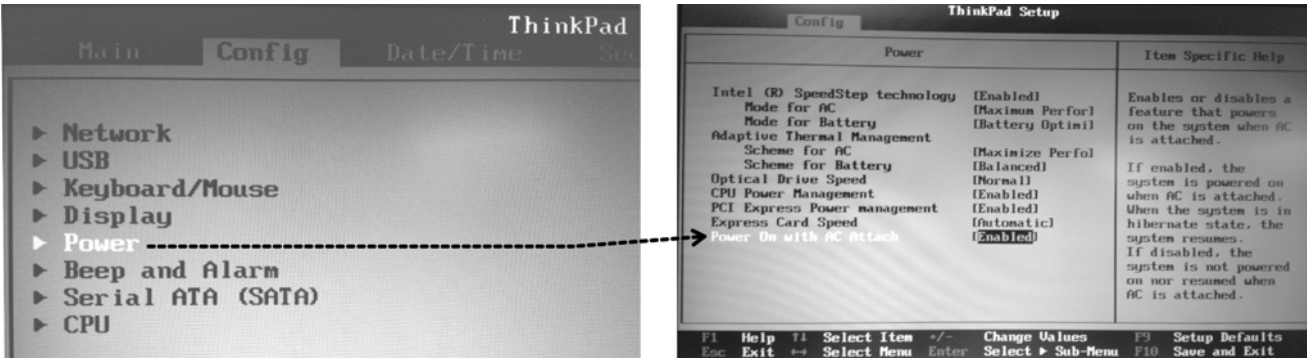 ThinkPad
Main Config Date/Time
Network
USB
Keyboard/Mouse
Display
Power
Beep and Alarm
Serial ATA (SATA)
CPU
ThinkPad Setup
Config
Power
Intel (R) SpeedStep technology [Enabled]
Mode for AC [Maximum Perfor]
Mode for Battery [Battery Optimi]
Adaptive Thermal Management
Scheme for AC [Maximize Perfo]
Scheme for Battery [Balanced]
Optical Drive Speed [Normal]
CPU Power Management [Enabled]
PCI Express Power management [Enabled]
Express Card Speed [Automatic]
Power On with AC Attach [Enabled]
Item Specific Help
Enables or disables a
feature that powers
on the system when AC
is attached.
If enabled, the
system is powered on
when AC is attached.
When the system is in
hibernate state, the
system resumes.
If disabled, the
system is not powered
on nor resumed when
AC is attached.
F1 Help ↑↓ Select Item -/- Change Values F9 Setup Defaults
Esc Exit ↔ Select Menu Enter Select ▶ Sub-Menu F10 Save and Exit